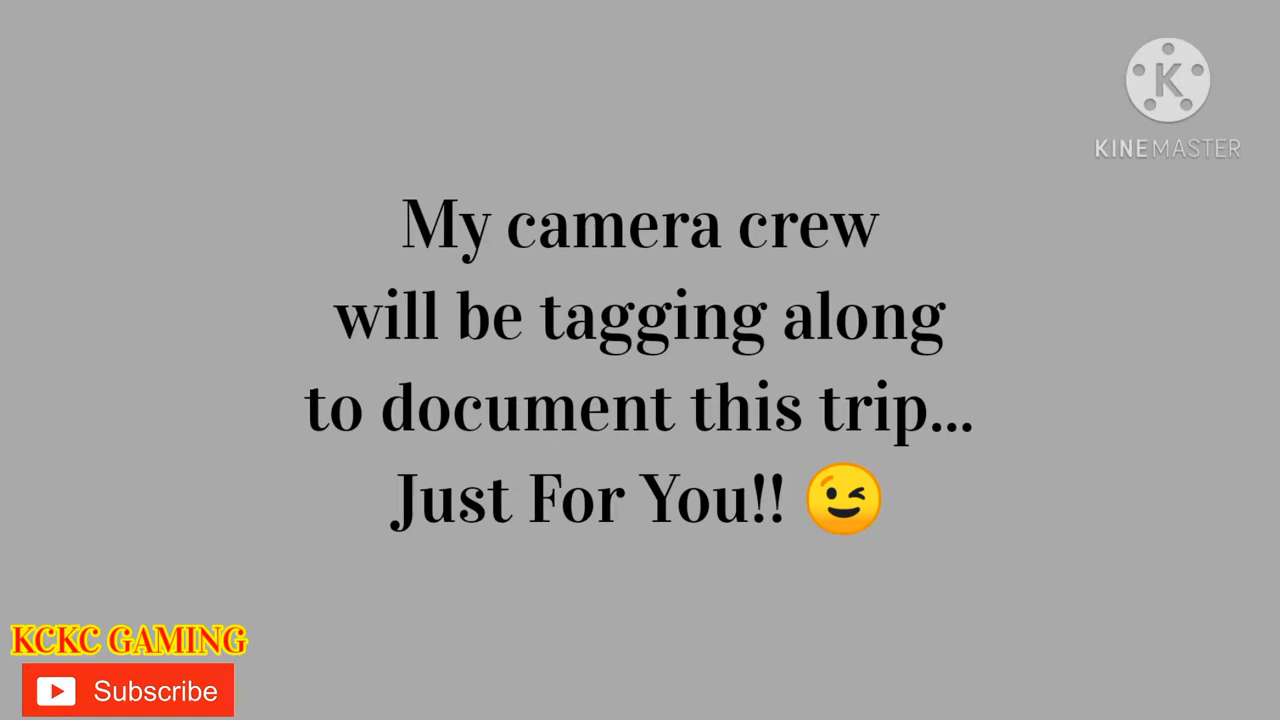 K
KINEMASTER
My camera crew
will be tagging along
to document this trip...
Just For You!! 😉
KCKC GAMING
Subscribe